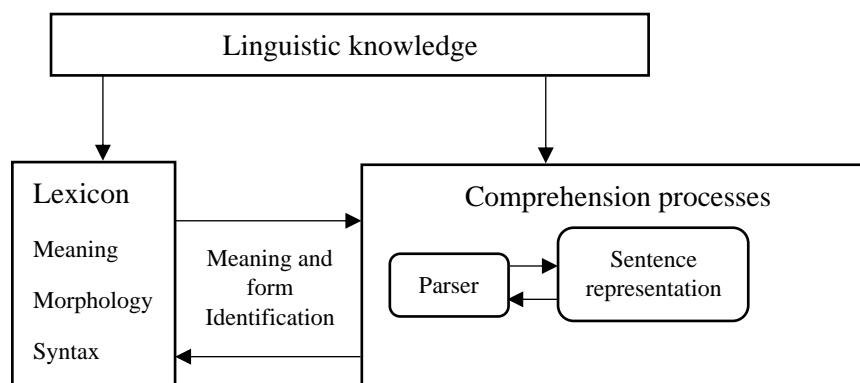 Linguistic knowledge
Lexicon
Meaning
Morphology
Syntax
Meaning and
form
Identification
Comprehension processes
Parser
Sentence
representation